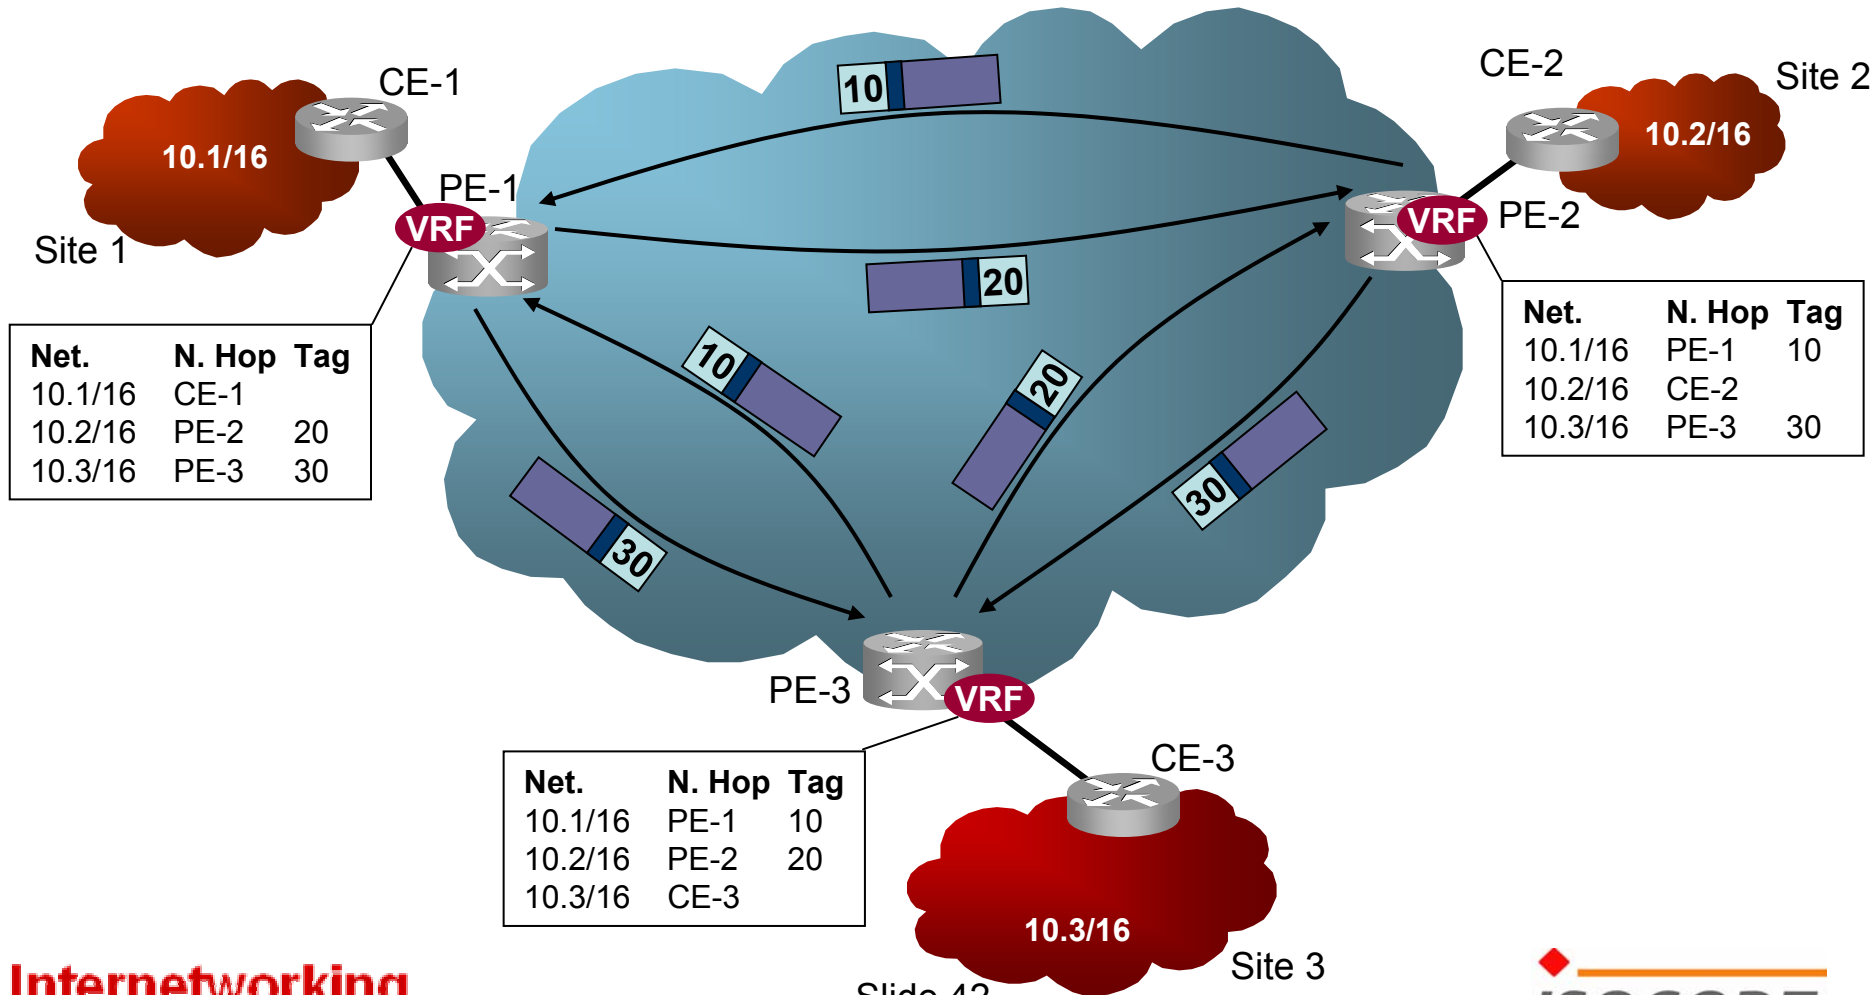 CE-1
10.1/16
PE-1
VRF
Site 1
Net. N. Hop Tag
10.1/16 CE-1
10.2/16 PE-2 20
10.3/16 PE-3 30
10
20
10
30
20
30
CE-2
Site 2
10.2/16
VRF
PE-2
Net. N. Hop Tag
10.1/16 PE-1 10
10.2/16 CE-2
10.3/16 PE-3 30
PE-3
VRF
Net. N. Hop Tag
10.1/16 PE-1 10
10.2/16 PE-2 20
10.3/16 CE-3
CE-3
10.3/16
Site 3
Internetworking
Slide 42
ISOCORE